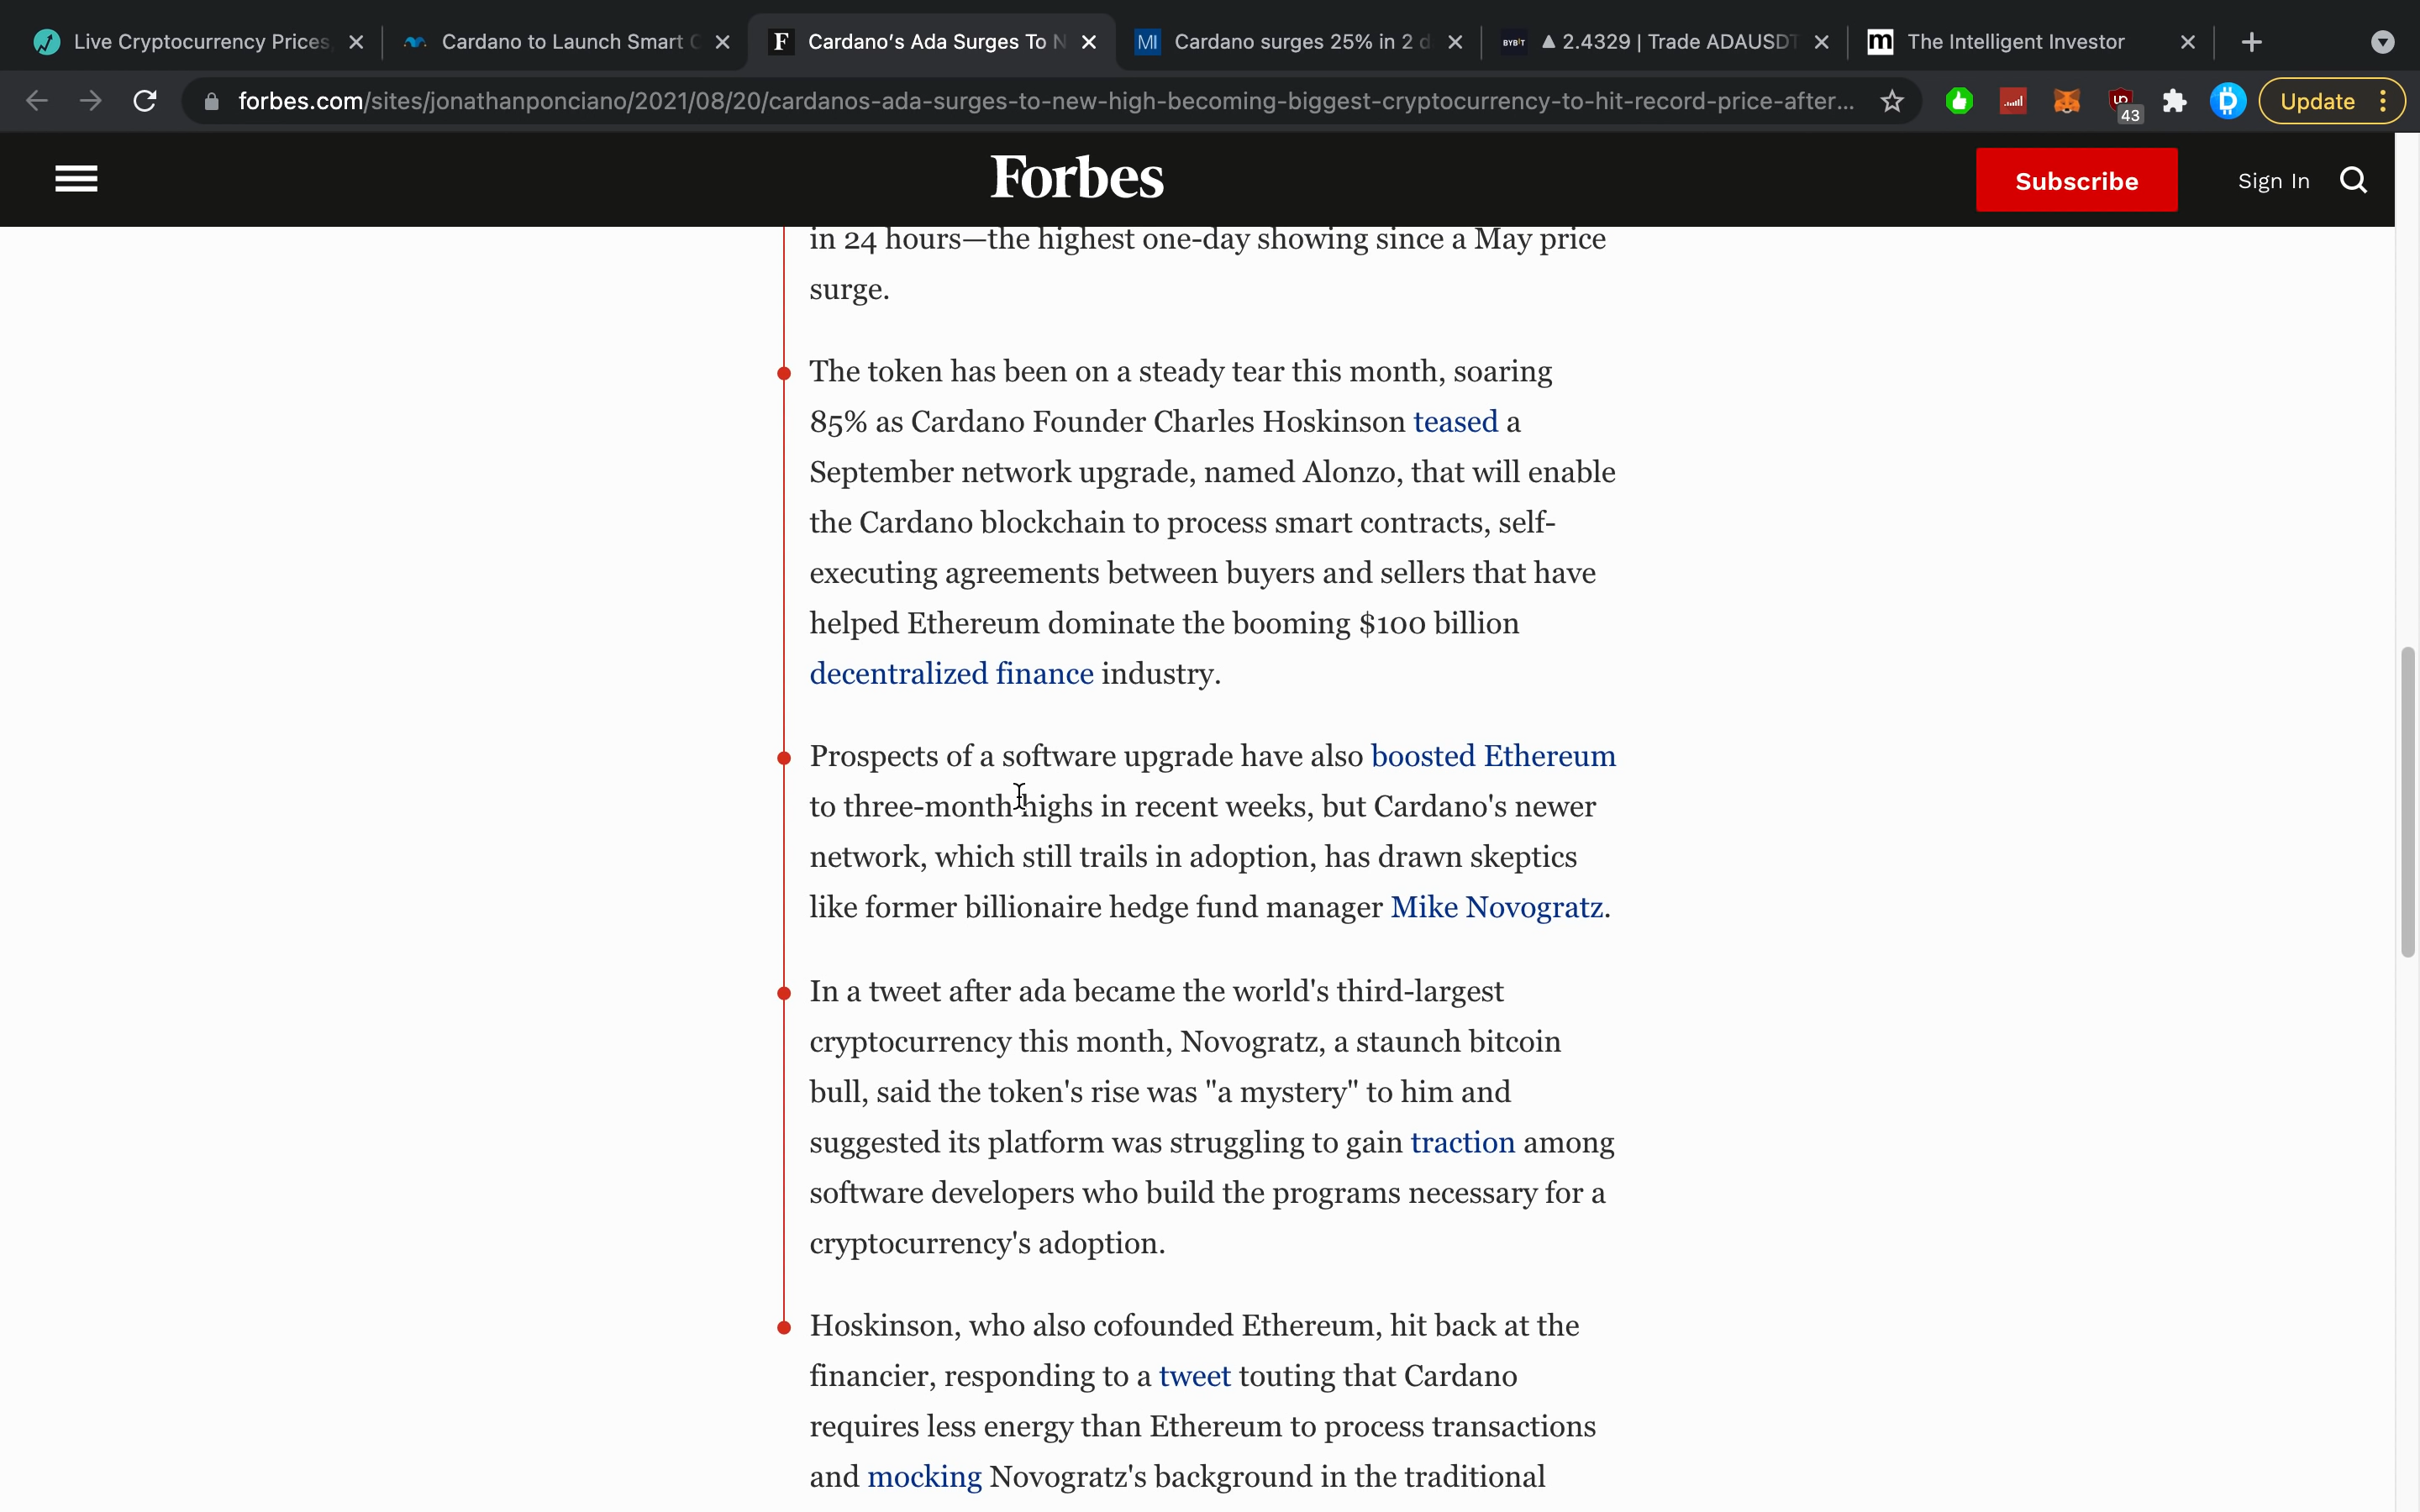 Live Cryptocurrency Prices
Cardano to Launch Smart C
F
Cardano's Ada Surges To N
MI
Cardano surges 25% in 2 d
BYBIT
▲ 2.4329 | Trade ADAUSDT
m
The Intelligent Investor
forbes.com/sites/jonathanponciano/2021/08/20/cardanos-ada-surges-to-new-high-becoming-biggest-cryptocurrency-to-hit-record-price-after...
43
Update
Forbes
Subscribe
Sign In
in 24 hours—the highest one-day showing since a May price
surge.
The token has been on a steady tear this month, soaring
85% as Cardano Founder Charles Hoskinson teased a
September network upgrade, named Alonzo, that will enable
the Cardano blockchain to process smart contracts, self-
executing agreements between buyers and sellers that have
helped Ethereum dominate the booming $100 billion
decentralized finance industry.
Prospects of a software upgrade have also boosted Ethereum
to three-month highs in recent weeks, but Cardano's newer
network, which still trails in adoption, has drawn skeptics
like former billionaire hedge fund manager Mike Novogratz.
In a tweet after ada became the world's third-largest
cryptocurrency this month, Novogratz, a staunch bitcoin
bull, said the token's rise was "a mystery" to him and
suggested its platform was struggling to gain traction among
software developers who build the programs necessary for a
cryptocurrency's adoption.
Hoskinson, who also cofounded Ethereum, hit back at the
financier, responding to a tweet touting that Cardano
requires less energy than Ethereum to process transactions
and mocking Novogratz's background in the traditional